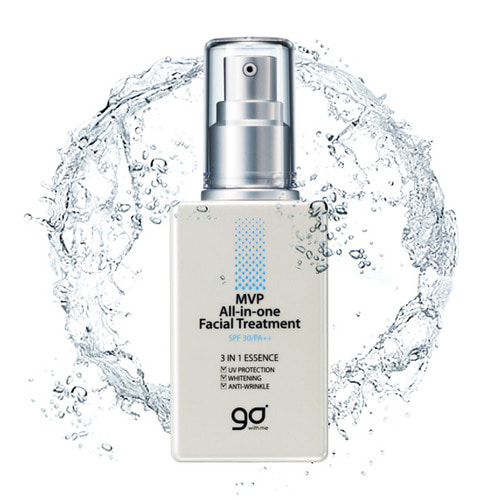 MVP
All-in-one
Facial Treatment
SPF 30/PA++
3 IN 1 ESSENCE
☑ UV PROTECTION
☑ WHITENING
☑ ANTI-WRINKLE
go
with me